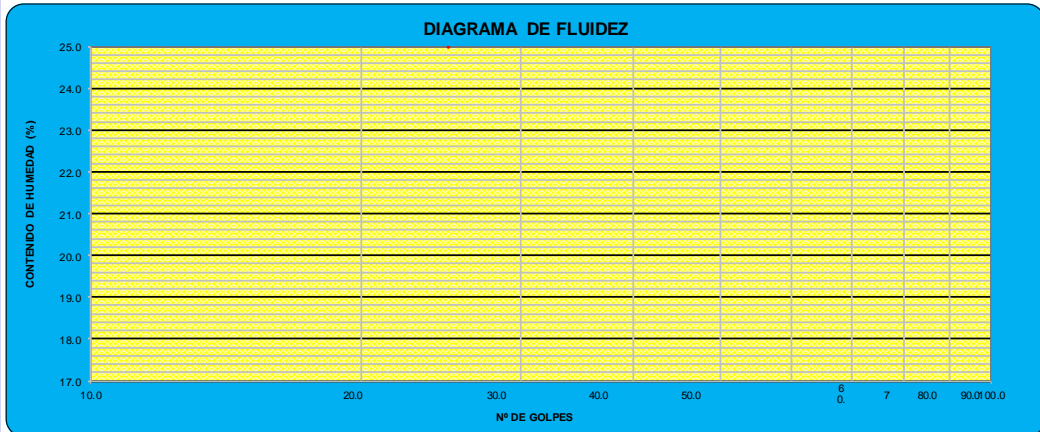 DIAGRAMA DE FLUIDEZ
CONTENIDO DE HUMEDAD (%)
25.0
24.0
23.0
22.0
21.0
20.0
19.0
18.0
17.0
10.0 20.0 30.0 40.0 50.0 60. 7 80.0 90.0 100.0
Nº DE GOLPES